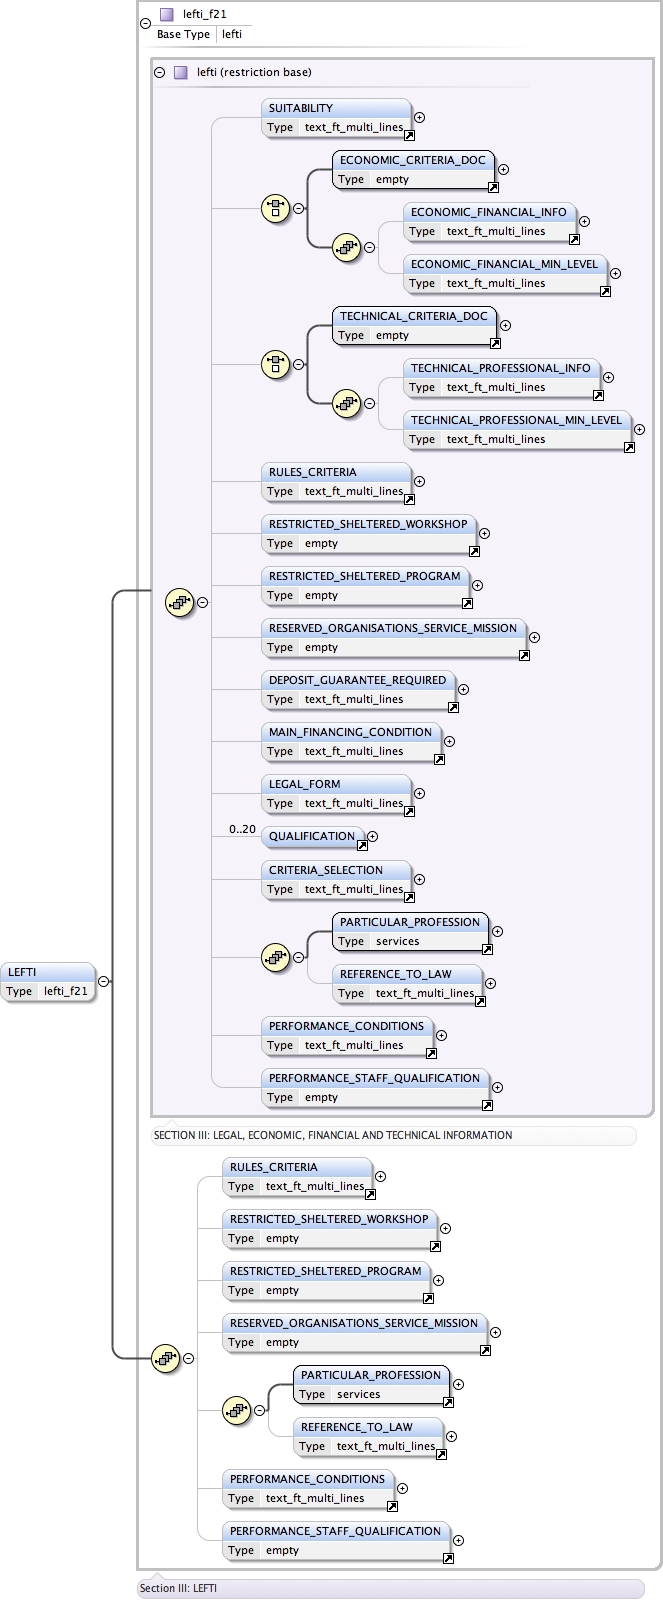 lefti_f21
Base Type lefti
lefti (restriction base)
SUITABILITY
Type text_ft_multi_lines
ECONOMIC_CRITERIA_DOC
Type empty
ECONOMIC_FINANCIAL_INFO
Type text_ft_multi_lines
ECONOMIC_FINANCIAL_MIN_LEVEL
Type text_ft_multi_lines
TECHNICAL_CRITERIA_DOC
Type empty
TECHNICAL_PROFESSIONAL_INFO
Type text_ft_multi_lines
TECHNICAL_PROFESSIONAL_MIN_LEVEL
Type text_ft_multi_lines
RULES_CRITERIA
Type text_ft_multi_lines
RESTRICTED_SHELTERED_WORKSHOP
Type empty
RESTRICTED_SHELTERED_PROGRAM
Type empty
RESERVED_ORGANISATIONS_SERVICE_MISSION
Type empty
DEPOSIT_GUARANTEE_REQUIRED
Type text_ft_multi_lines
MAIN_FINANCING_CONDITION
Type text_ft_multi_lines
LEGAL_FORM
Type text_ft_multi_lines
0..20
QUALIFICATION
CRITERIA_SELECTION
Type text_ft_multi_lines
PARTICULAR_PROFESSION
Type services
REFERENCE_TO_LAW
Type text_ft_multi_lines
LEFTI
Type lefti_f21
PERFORMANCE_CONDITIONS
Type text_ft_multi_lines
PERFORMANCE_STAFF_QUALIFICATION
Type empty
SECTION III: LEGAL, ECONOMIC, FINANCIAL AND TECHNICAL INFORMATION
RULES_CRITERIA
Type text_ft_multi_lines
RESTRICTED_SHELTERED_WORKSHOP
Type empty
RESTRICTED_SHELTERED_PROGRAM
Type empty
RESERVED_ORGANISATIONS_SERVICE_MISSION
Type empty
PARTICULAR_PROFESSION
Type services
REFERENCE_TO_LAW
Type text_ft_multi_lines
PERFORMANCE_CONDITIONS
Type text_ft_multi_lines
PERFORMANCE_STAFF_QUALIFICATION
Type empty
Section III: LEFTI